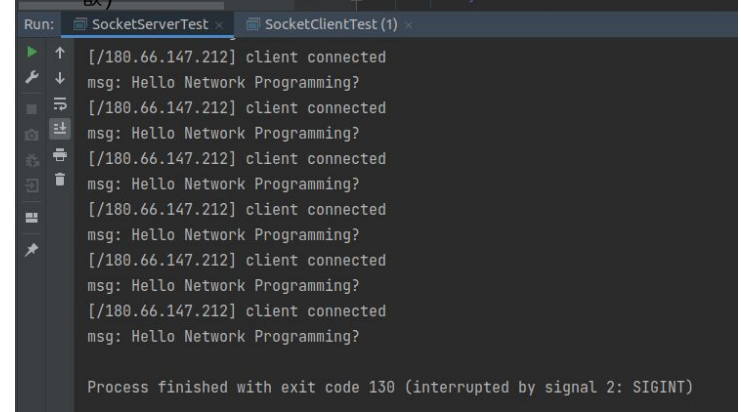 Run: SocketServerTest × SocketClientTest (1) ×
[/180.66.147.212] client connected
msg: Hello Network Programming?
[/180.66.147.212] client connected
msg: Hello Network Programming?
[/180.66.147.212] client connected
msg: Hello Network Programming?
[/180.66.147.212] client connected
msg: Hello Network Programming?
[/180.66.147.212] client connected
msg: Hello Network Programming?
[/180.66.147.212] client connected
msg: Hello Network Programming?
Process finished with exit code 130 (interrupted by signal 2: SIGINT)